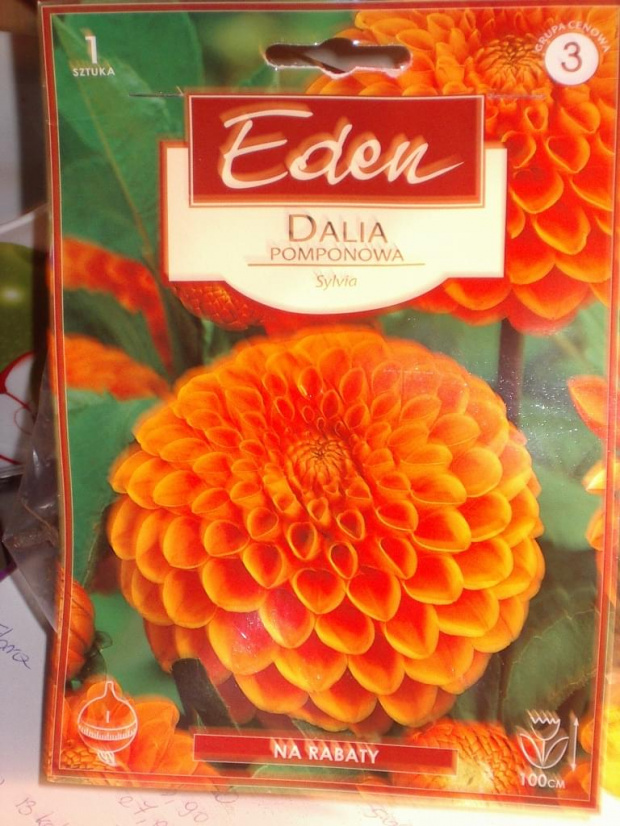 1
SZTUKA
GRUPA CENOWA
3
Eden
DALIA
POMPONOWA
Sylvia
I
NA RABATY
100CM